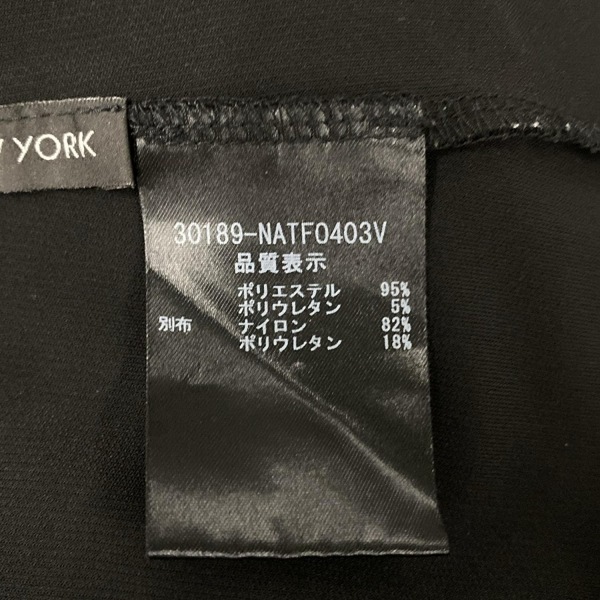 YORK
30189-NATF0403V
品質表示
ポリエステル 95%
ポリウレタン 5%
別布 ナイロン 82%
ポリウレタン 18%